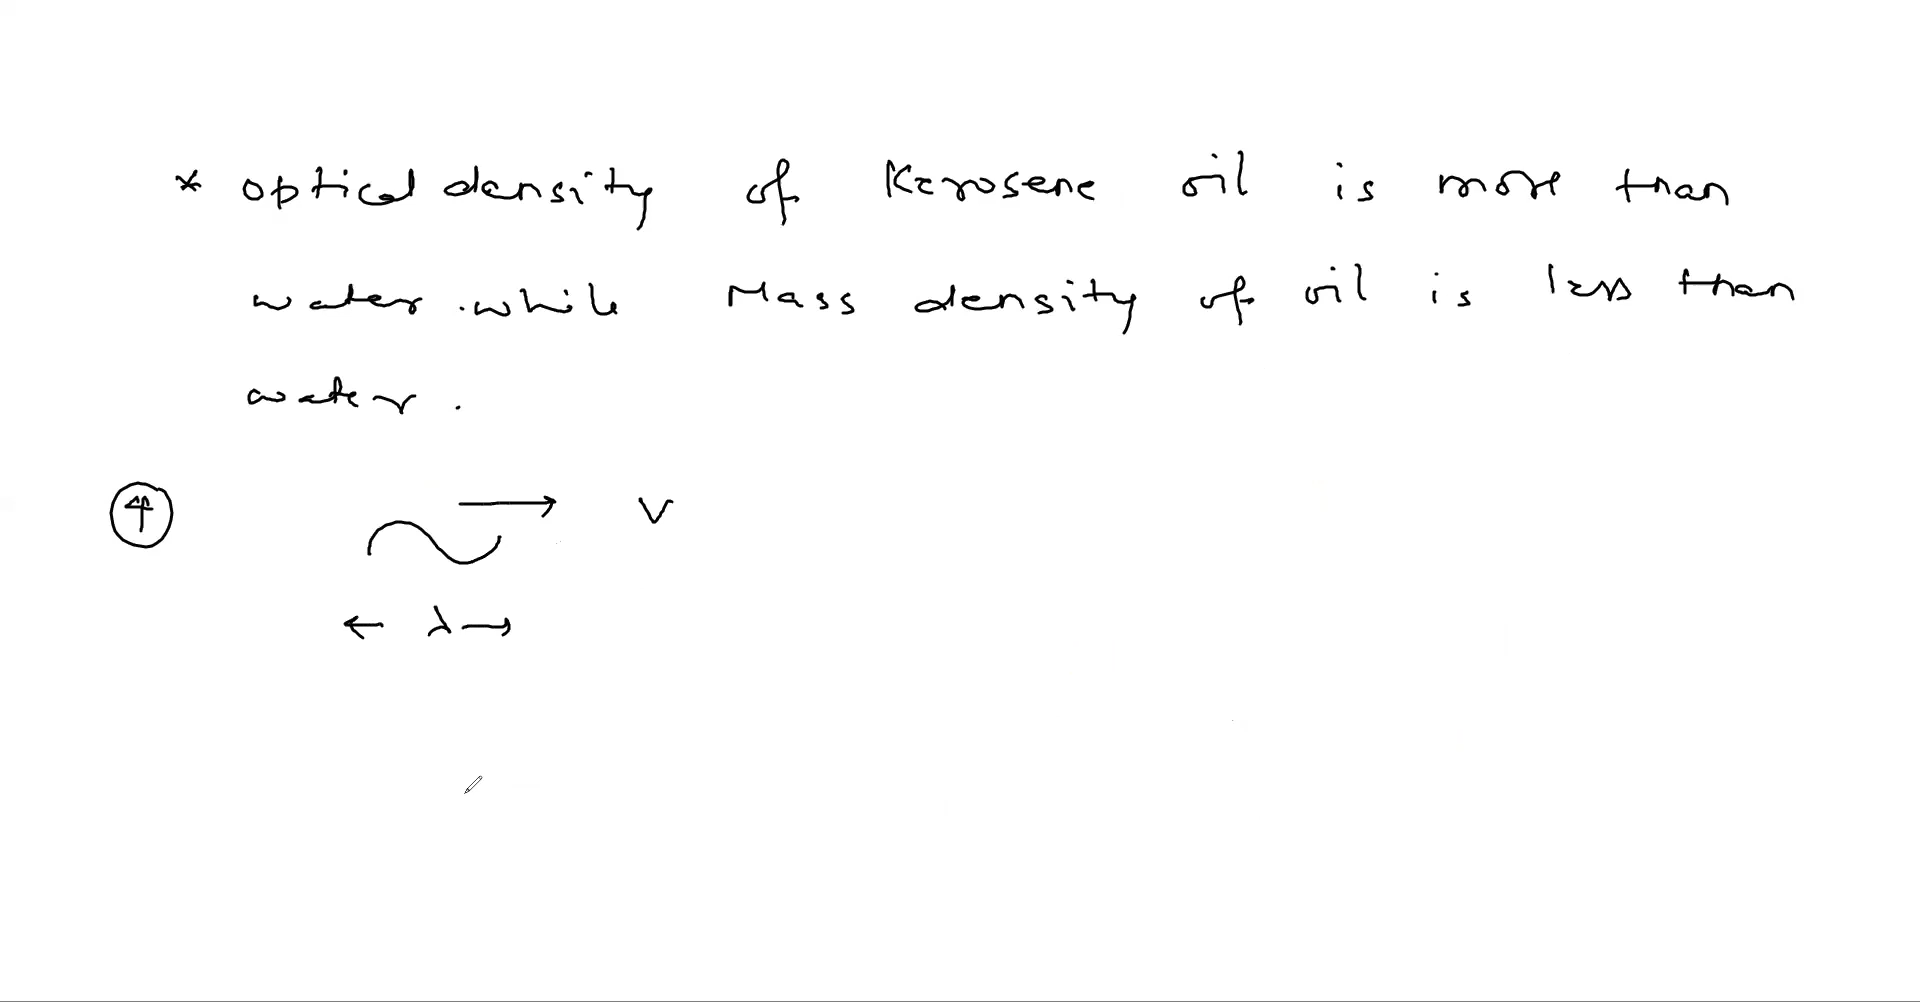 * optical density of Kerosene oil is more than
water. while Mass density of oil is less than
water.
④ → v
← λ →